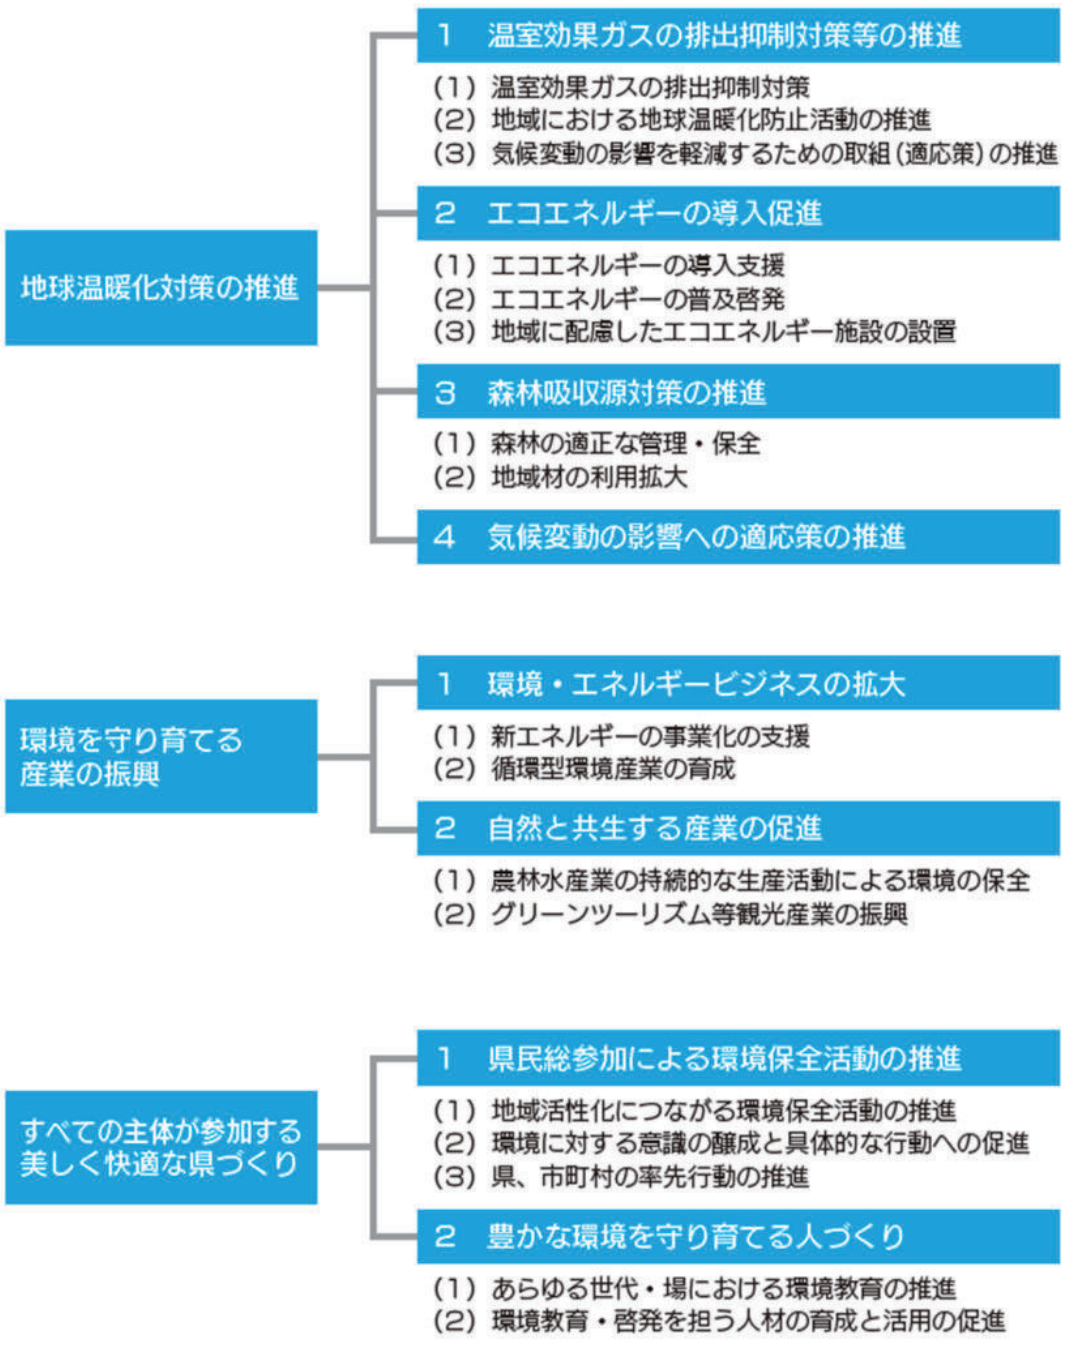 地球温暖化対策の推進
1 温室効果ガスの排出抑制対策等の推進
(1) 温室効果ガスの排出抑制対策
(2) 地域における地球温暖化防止活動の推進
(3) 気候変動の影響を軽減するための取組(適応策)の推進
2 エコエネルギーの導入促進
(1) エコエネルギーの導入支援
(2) エコエネルギーの普及啓発
(3) 地域に配慮したエコエネルギー施設の設置
3 森林吸収源対策の推進
(1) 森林の適正な管理・保全
(2) 地域材の利用拡大
4 気候変動の影響への適応策の推進
環境を守り育てる
産業の振興
1 環境・エネルギービジネスの拡大
(1) 新エネルギーの事業化の支援
(2) 循環型環境産業の育成
2 自然と共生する産業の促進
(1) 農林水産業の持続的な生産活動による環境の保全
(2) グリーンツーリズム等観光産業の振興
すべての主体が参加する
美しく快適な県づくり
1 県民総参加による環境保全活動の推進
(1) 地域活性化につながる環境保全活動の推進
(2) 環境に対する意識の醸成と具体的な行動への促進
(3) 県、市町村の率先行動の推進
2 豊かな環境を守り育てる人づくり
(1) あらゆる世代・場における環境教育の推進
(2) 環境教育・啓発を担う人材の育成と活用の促進